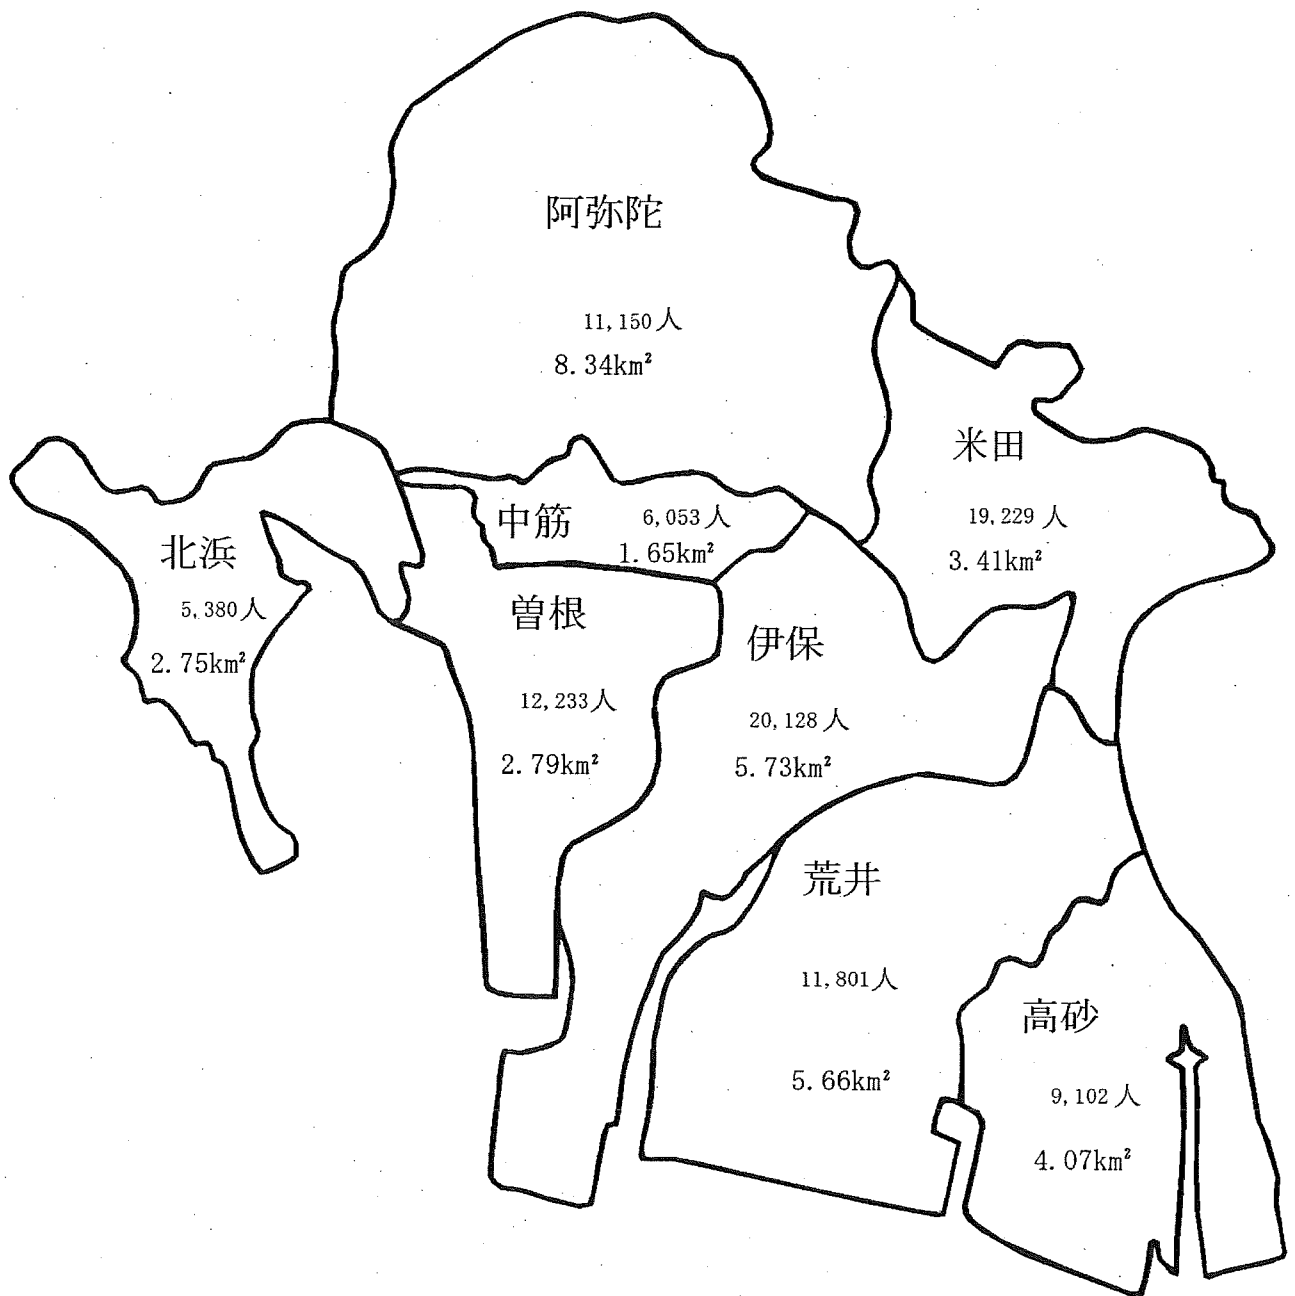 阿弥陀
11,150人
8.34km²
米田
19,229人
3.41km²
中筋
6,053人
1.65km²
北浜
5,380人
2.75km²
曽根
12,233人
2.79km²
伊保
20,128人
5.73km²
荒井
11,801人
5.66km²
高砂
9,102人
4.07km²